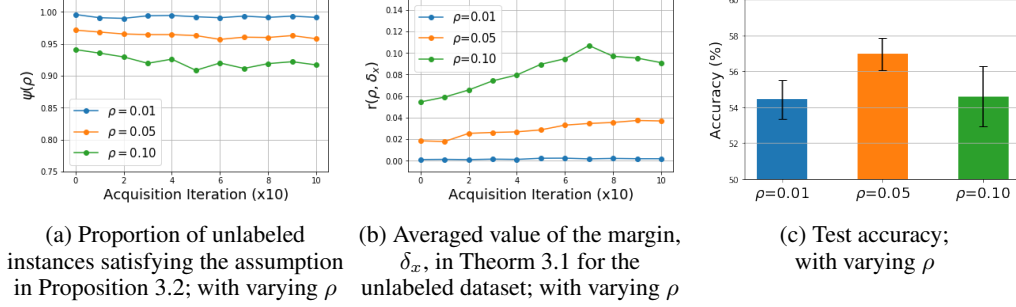 1.00
0.95
0.90
0.85
0.80
0.75
ψ(ρ)
ρ = 0.01
ρ = 0.05
ρ = 0.10
0 2 4 6 8 10
Acquisition Iteration (x10)
0.14
0.12
0.10
0.08
0.06
0.04
0.02
0.00
r(ρ, δx)
ρ=0.01
ρ=0.05
ρ=0.10
0 2 4 6 8 10
Acquisition Iteration (x10)
60
58
56
54
52
50
Accuracy (%)
ρ=0.01 ρ=0.05 ρ=0.10
(a) Proportion of unlabeled
instances satisfying the assumption
in Proposition 3.2; with varying ρ
(b) Averaged value of the margin,
δx, in Theorm 3.1 for the
unlabeled dataset; with varying ρ
(c) Test accuracy;
with varying ρ